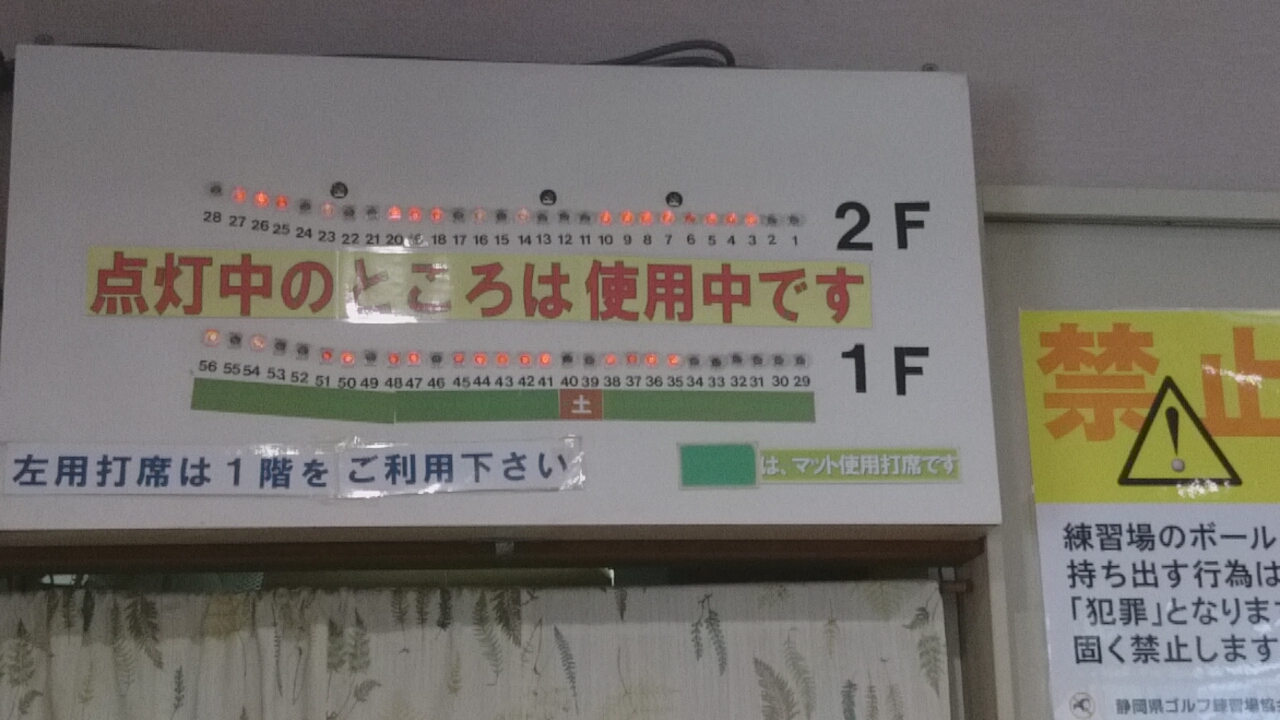 28 27 26 25 24 23 22 21 20 19 18 17 16 15 14 13 12 11 10 9 8 7 6 5 4 3 2 1
2F
点灯中のところは使用中です
56 55 54 53 52 51 50 49 48 47 46 45 44 43 42 41 40 39 38 37 36 35 34 33 32 31 30 29
1F
土
左用打席は1階をご利用下さい
は、マット使用打席です
禁止
練習場のボール
持ち出す行為は
「犯罪」となります
固く禁止します
静岡県ゴルフ練習場協会